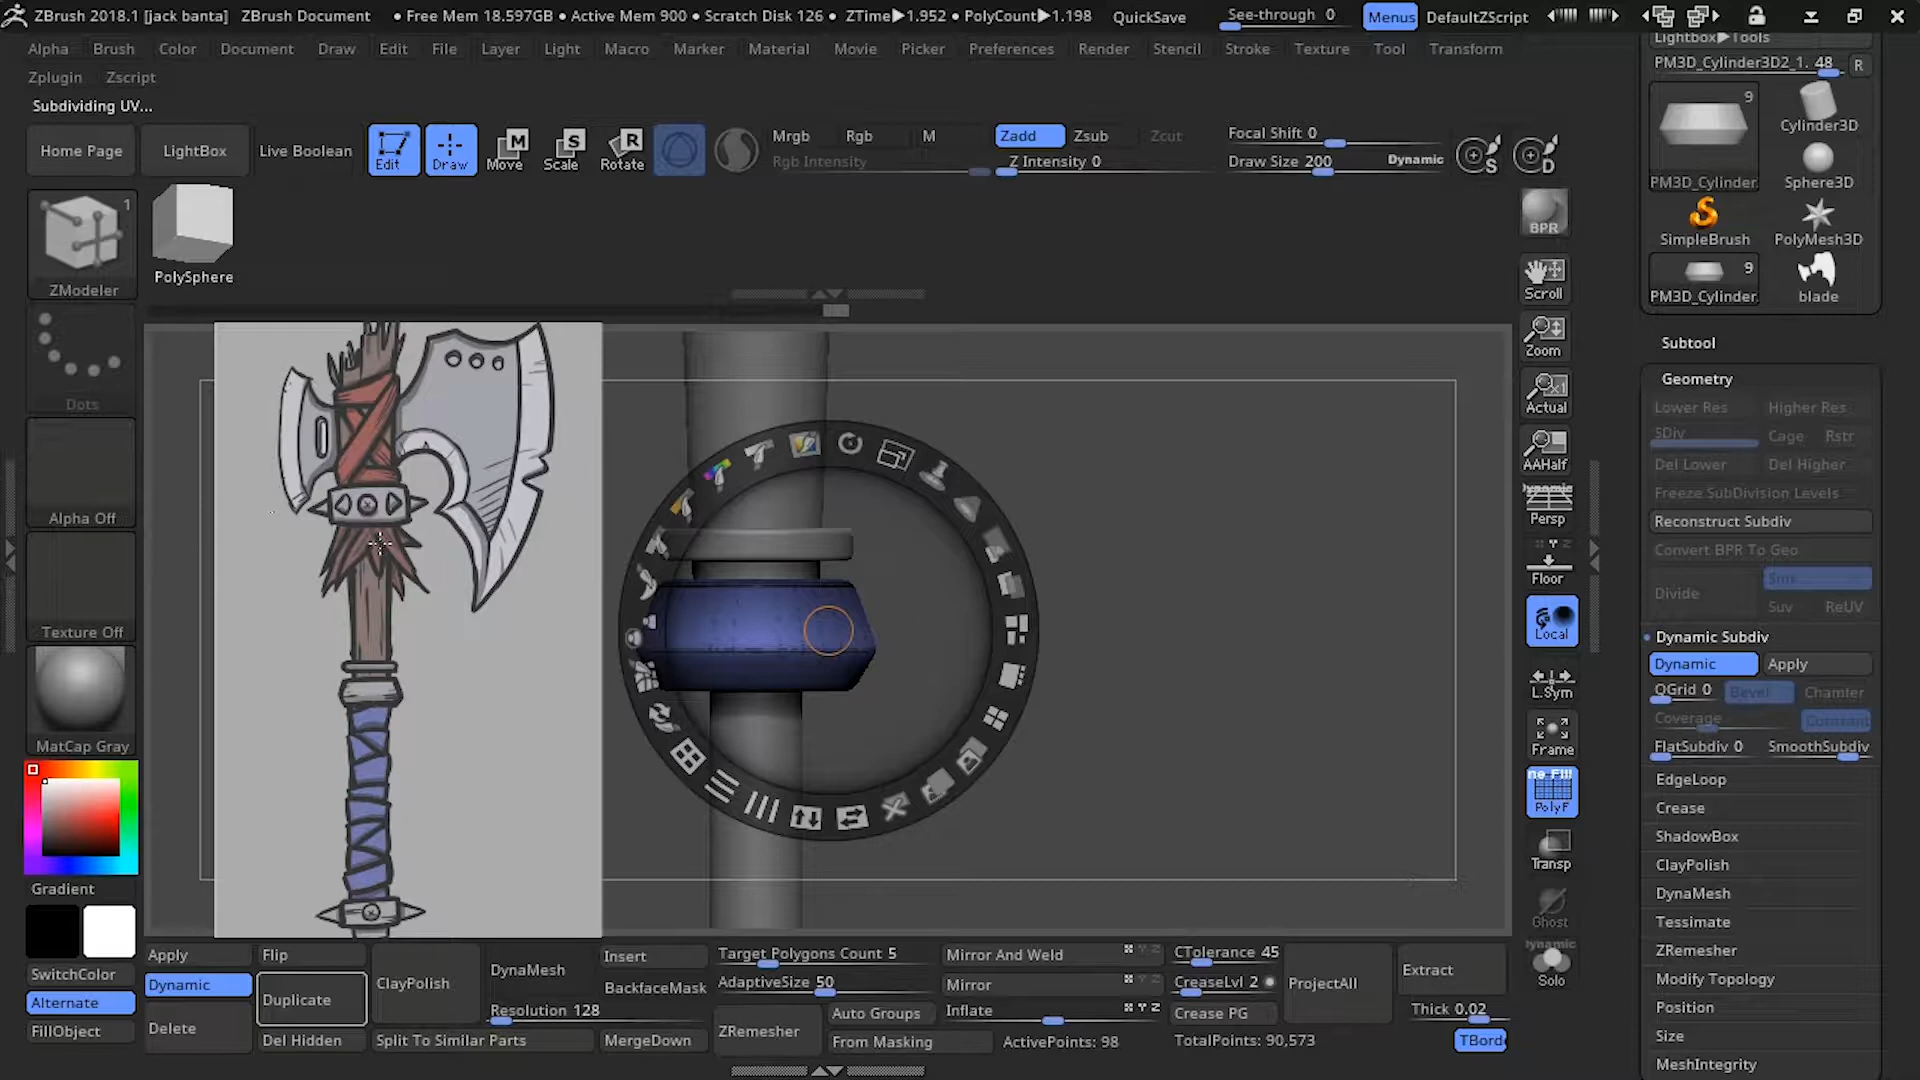 ZBrush 2018.1 [jack banta] ZBrush Document • Free Mem 18.597GB • Active Mem 900 • Scratch Disk 126 • ZTime▶1.952 • PolyCount▶1.198 QuickSave See-through 0 Menus DefaultZScript
Alpha Brush Color Document Draw Edit File Layer Light Macro Marker Material Movie Picker Preferences Render Stencil Stroke Texture Tool Transform
Zplugin Zscript
Subdividing UV...
Home Page LightBox Live Boolean Edit Draw Move Scale Rotate
M S R
Mrgb Rgb M Zadd Zsub Zcut Focal Shift 0
Rgb Intensity Z Intensity 0 Draw Size 200 Dynamic S D
1
ZModeler
PolySphere
Dots
Alpha Off
Texture Off
MatCap Gray
Gradient
SwitchColor
Alternate
FillObject
BPR
Scroll
Zoom
Actual
AAHalf
Dynamic
Persp
Floor
Local
L.Sym
Frame
PolyF
Transp
Ghost
Dynamic
Solo
Lightbox▶Tools
PM3D_Cylinder3D2_1. 48 R
9
Cylinder3D
PM3D_Cylinder. Sphere3D
SimpleBrush PolyMesh3D
9
PM3D_Cylinder. blade
Subtool
Geometry
Lower Res Higher Res
SDiv Cage Rstr
Del Lower Del Higher
Freeze SubDivision Levels
Reconstruct Subdiv
Convert BPR To Geo
Divide Smt
Suv ReUV
Dynamic Subdiv
Dynamic Apply
QGrid 0 Bevel Chamfer
Coverage Constant
FlatSubdiv 0 SmoothSubdiv
EdgeLoop
Crease
ShadowBox
ClayPolish
DynaMesh
Tessimate
ZRemesher
Modify Topology
Position
Size
MeshIntegrity
Apply Flip ClayPolish DynaMesh Insert Target Polygons Count 5 Mirror And Weld CTolerance 45 ProjectAll Extract
Dynamic Duplicate BackfaceMask AdaptiveSize 50 Mirror CreaseLvl 2
Delete Resolution 128 ZRemesher Auto Groups Inflate Crease PG Thick 0.02
Del Hidden Split To Similar Parts MergeDown From Masking ActivePoints: 98 TotalPoints: 90,573 TBord